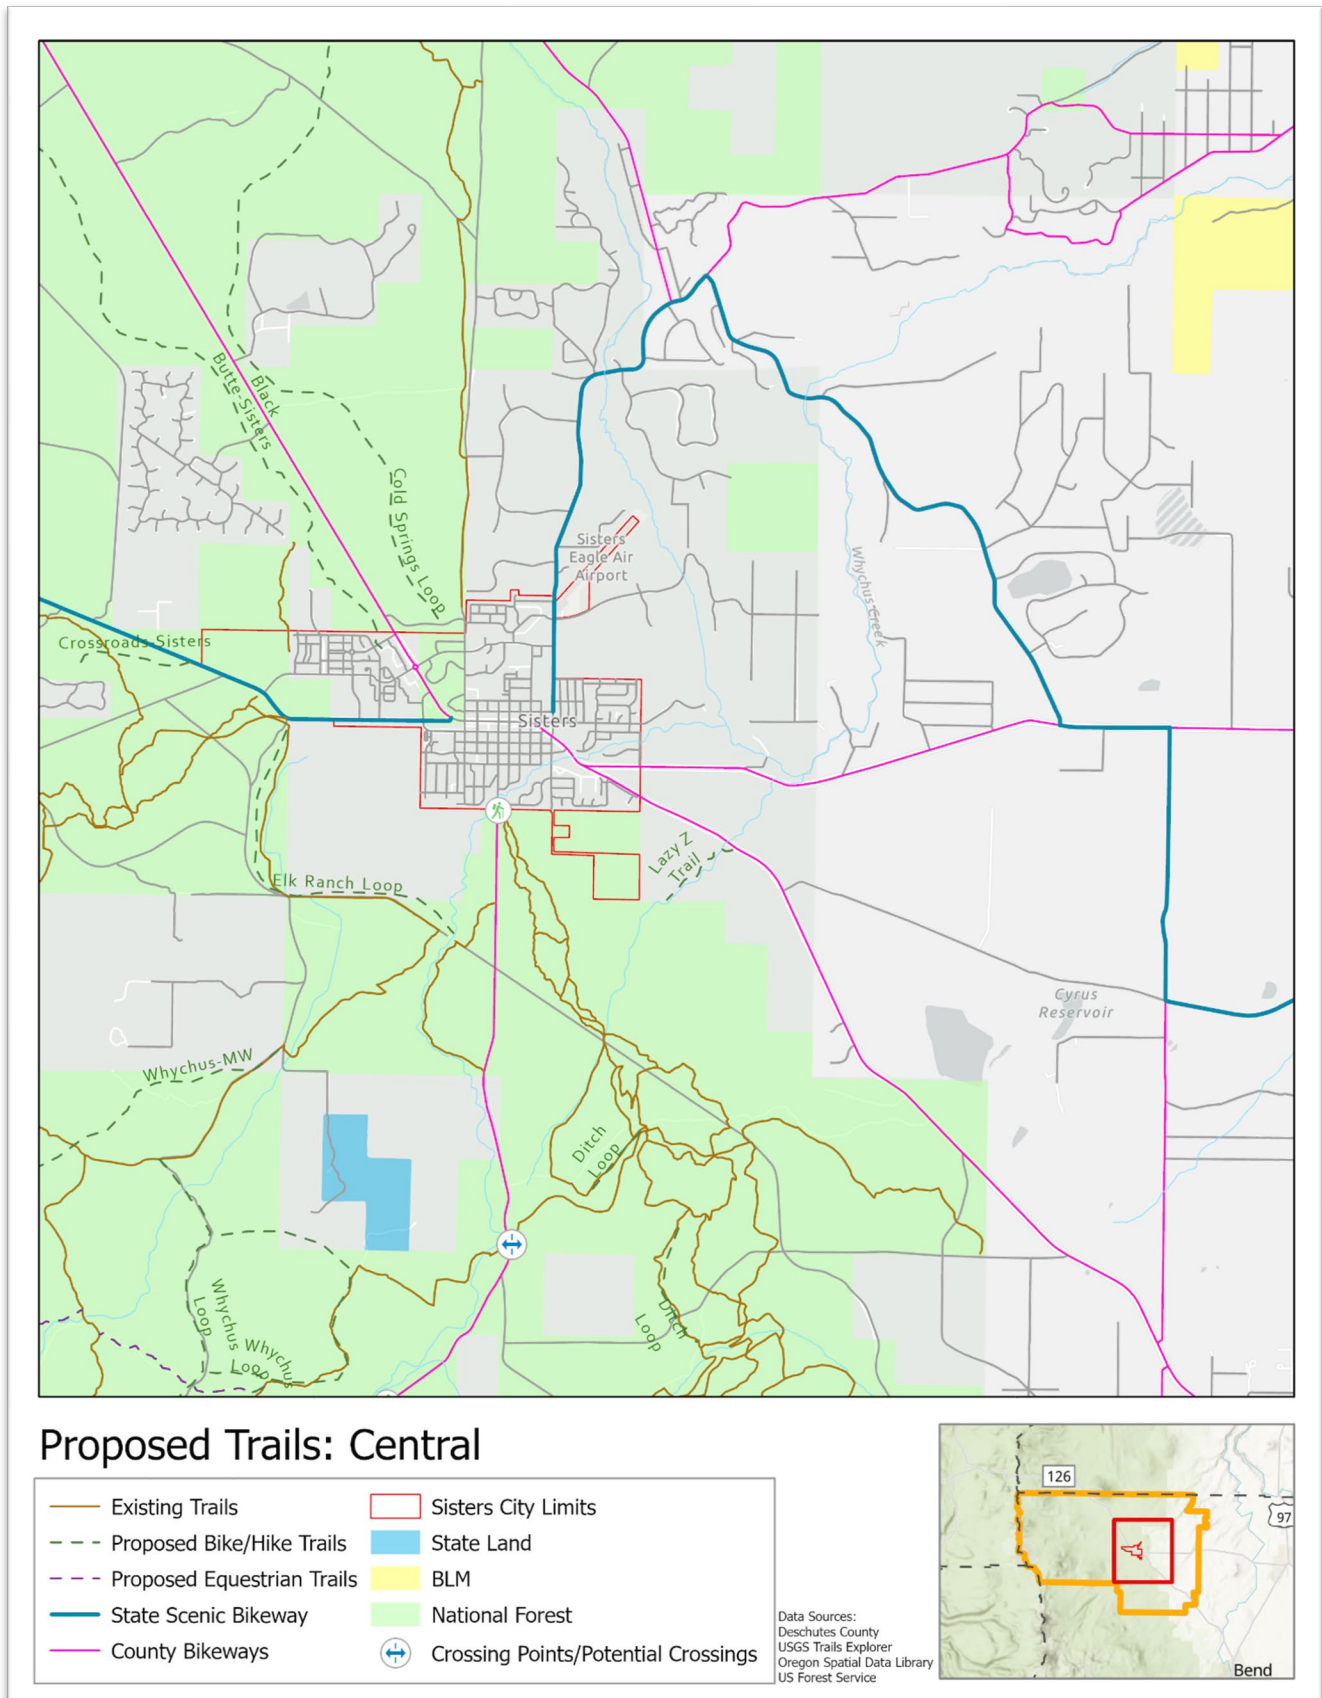 Black
Butte-Sisters
Cold Springs Loop
Sisters
Eagle Air
Airport
Whychus Creek
Crossroads-Sisters
Sisters
Lazy Z
Trail
Elk Ranch Loop
Cyrus
Reservoir
Whychus-MW
Ditch
Loop
Whychus
Loop
Whychus
Loop
Ditch
Loop
Proposed Trails: Central
Existing Trails
Proposed Bike/Hike Trails
Proposed Equestrian Trails
State Scenic Bikeway
County Bikeways
Sisters City Limits
State Land
BLM
National Forest
Crossing Points/Potential Crossings
Data Sources:
Deschutes County
USGS Trails Explorer
Oregon Spatial Data Library
US Forest Service
126
97
Bend